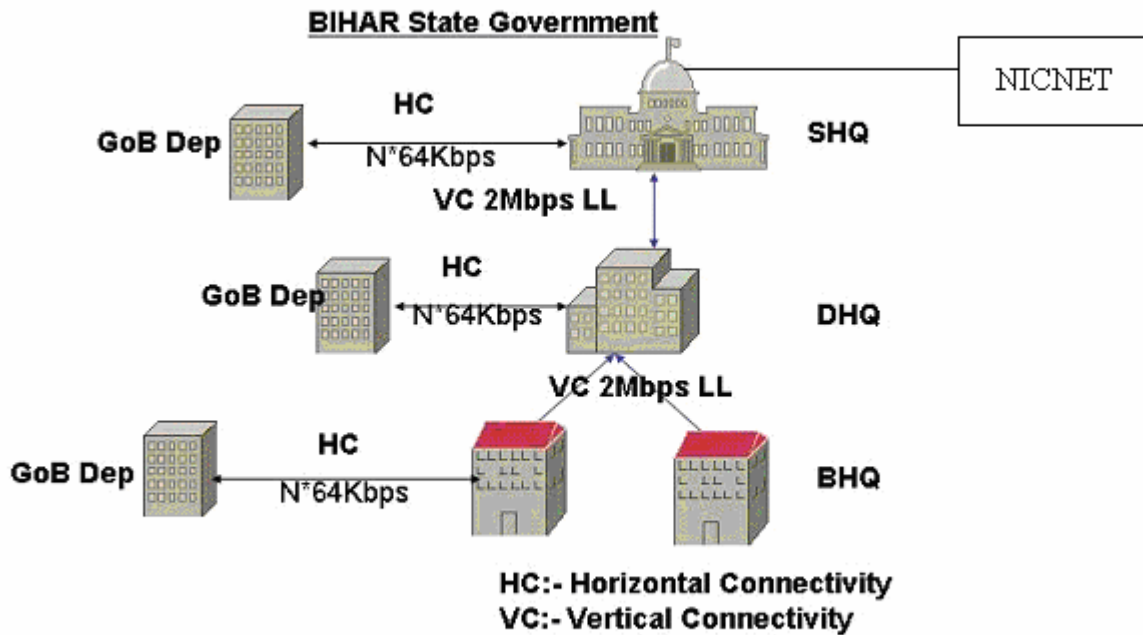 BIHAR State Government
NICNET
HC
GoB Dep
SHQ
N*64Kbps
VC 2Mbps LL
HC
GoB Dep
N*64Kbps
DHQ
VC 2Mbps LL
HC
GoB Dep
BHQ
N*64Kbps
HC:- Horizontal Connectivity
VC:- Vertical Connectivity